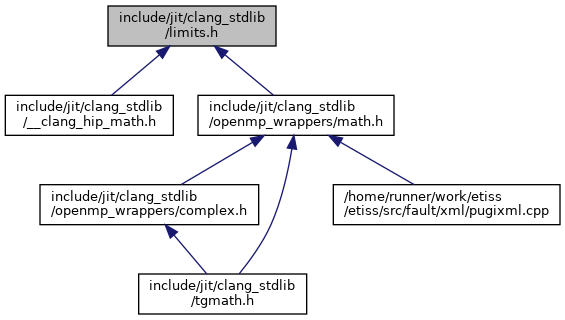 include/jit/clang_stdlib
/limits.h
include/jit/clang_stdlib
/__clang_hip_math.h
include/jit/clang_stdlib
/openmp_wrappers/math.h
include/jit/clang_stdlib
/openmp_wrappers/complex.h
/home/runner/work/etiss
/etiss/src/fault/xml/pugixml.cpp
include/jit/clang_stdlib
/tgmath.h